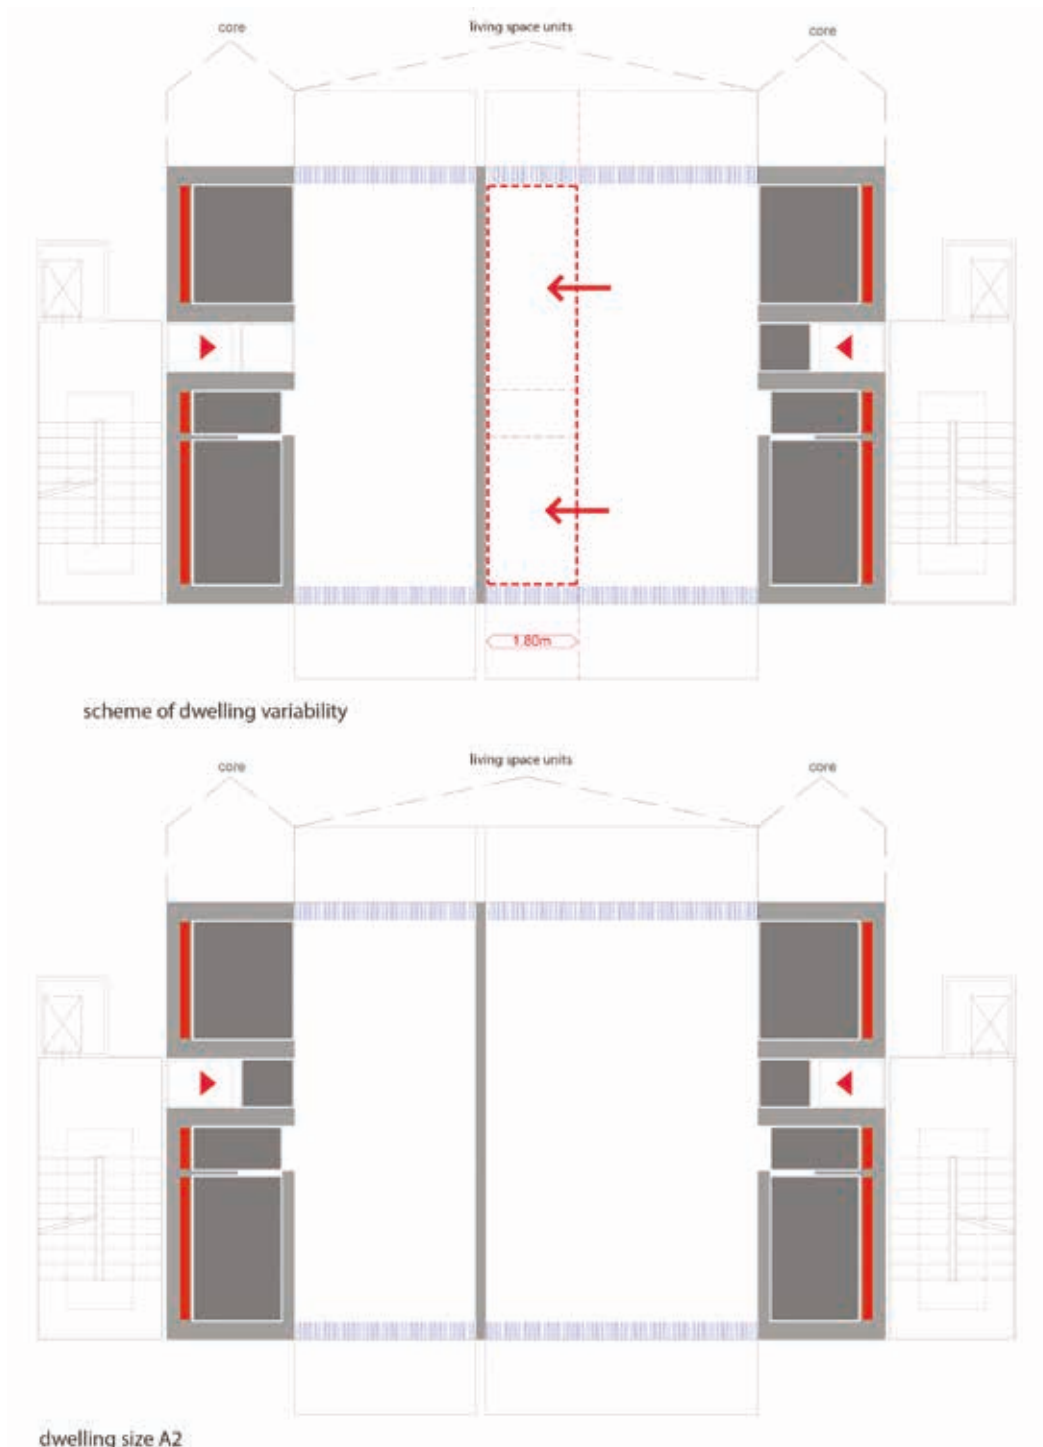 core
living space units
core
1.80m
scheme of dwelling variability
core
living space units
core
dwelling size A2